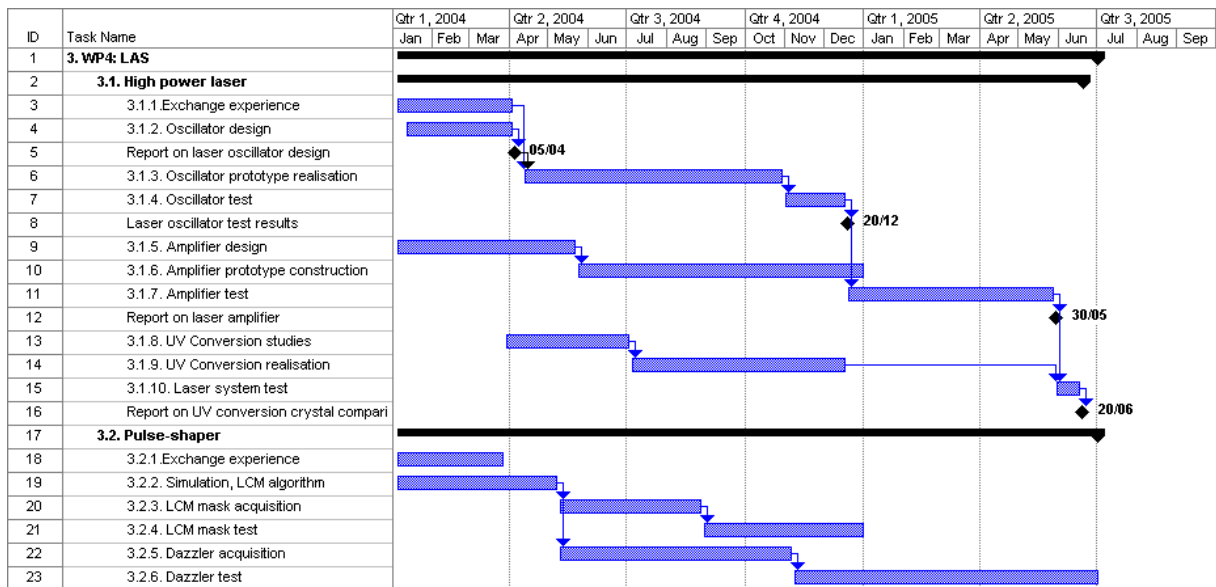 Qtr 1, 2004 Qtr 2, 2004 Qtr 3, 2004 Qtr 4, 2004 Qtr 1, 2005 Qtr 2, 2005 Qtr 3, 2005
ID Task Name Jan Feb Mar Apr May Jun Jul Aug Sep Oct Nov Dec Jan Feb Mar Apr May Jun Jul Aug Sep
1 3. WP4: LAS
2 3.1. High power laser
3 3.1.1.Exchange experience
4 3.1.2. Oscillator design
5 Report on laser oscillator design 05/04
6 3.1.3. Oscillator prototype realisation
7 3.1.4. Oscillator test
8 Laser oscillator test results 20/12
9 3.1.5. Amplifier design
10 3.1.6. Amplifier prototype construction
11 3.1.7. Amplifier test
12 Report on laser amplifier 30/05
13 3.1.8. UV Conversion studies
14 3.1.9. UV Conversion realisation
15 3.1.10. Laser system test
16 Report on UV conversion crystal compari 20/06
17 3.2. Pulse-shaper
18 3.2.1.Exchange experience
19 3.2.2. Simulation, LCM algorithm
20 3.2.3. LCM mask acquisition
21 3.2.4. LCM mask test
22 3.2.5. Dazzler acquisition
23 3.2.6. Dazzler test